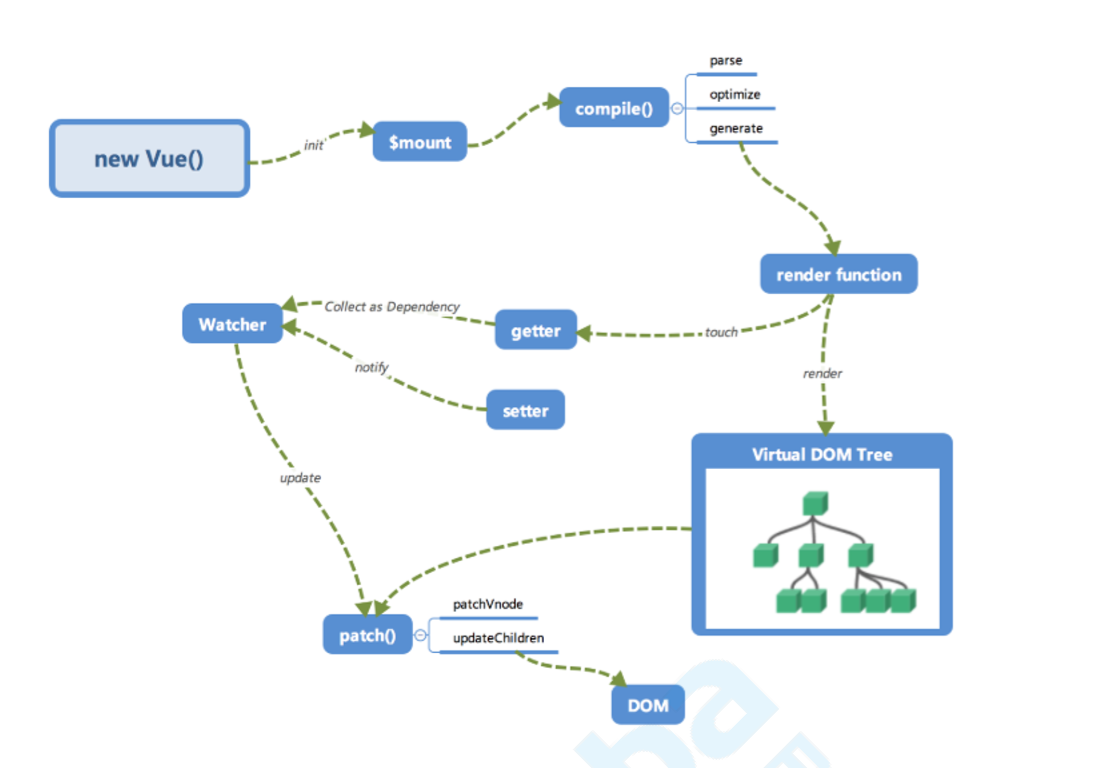 parse
optimize
compile()
generate
init
$mount
new Vue()
render function
Collect as Dependency
Watcher
getter
touch
notify
render
setter
Virtual DOM Tree
update
patchVnode
patch()
updateChildren
DOM